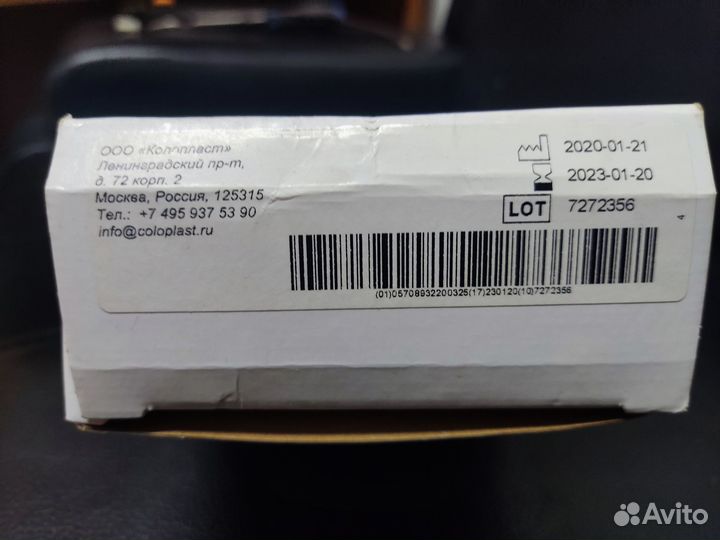 ООО «Колопласт»
Ленинградский пр-т,
д. 72 корп. 2
Москва, Россия, 125315
Тел.: +7 495 937 53 90
info@coloplast.ru
2020-01-21
2023-01-20
LOT 7272356
4
(01)05708932200325(17)230120(10)7272356
Avito